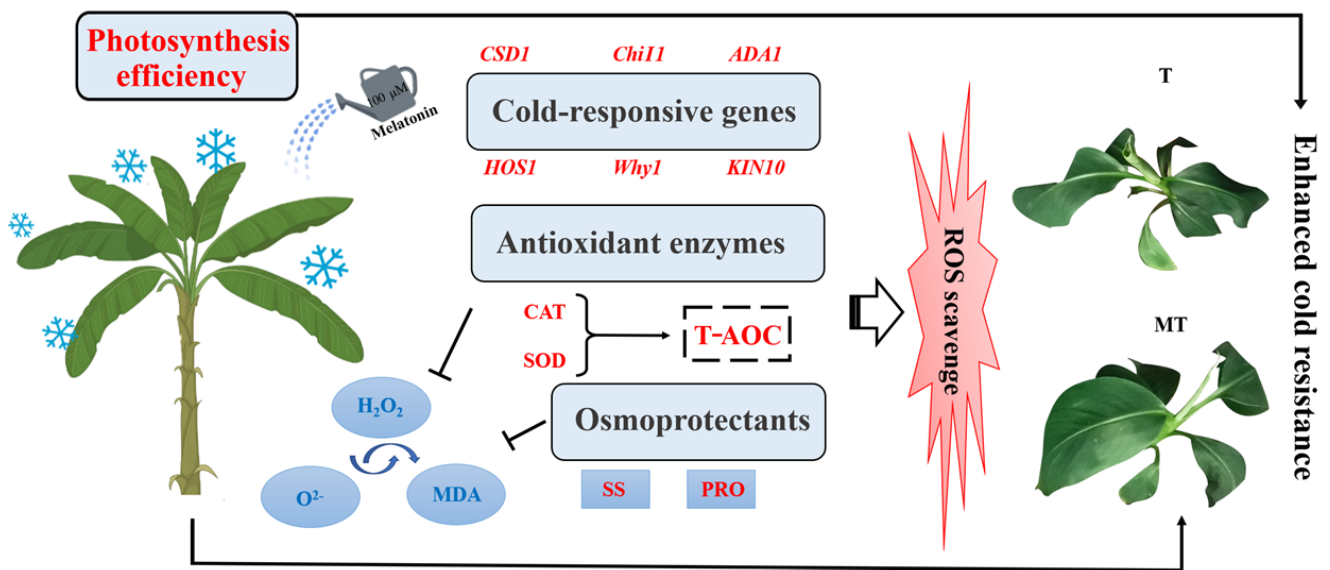 Photosynthesis
efficiency
100 μM
Melatonin
CSD1 ChiI1 ADA1
Cold-responsive genes
HOS1 Why1 KIN10
Antioxidant enzymes
CAT
SOD
T-AOC
Osmoprotectants
SS PRO
H₂O₂
O²⁻ MDA
ROS scavenge
T
MT
Enhanced cold resistance